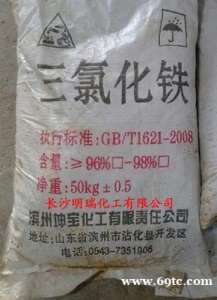 三氯化铁
执行标准：GB/T1621-2008
长沙明瑞化工有限公司
含量：≥96%□-98%□
净重：50kg±0.5
滨州坤宝化工有限责任公司
地址：山东省滨州市沾化县开发区
电话：0543-7351906
www.6qtc.com